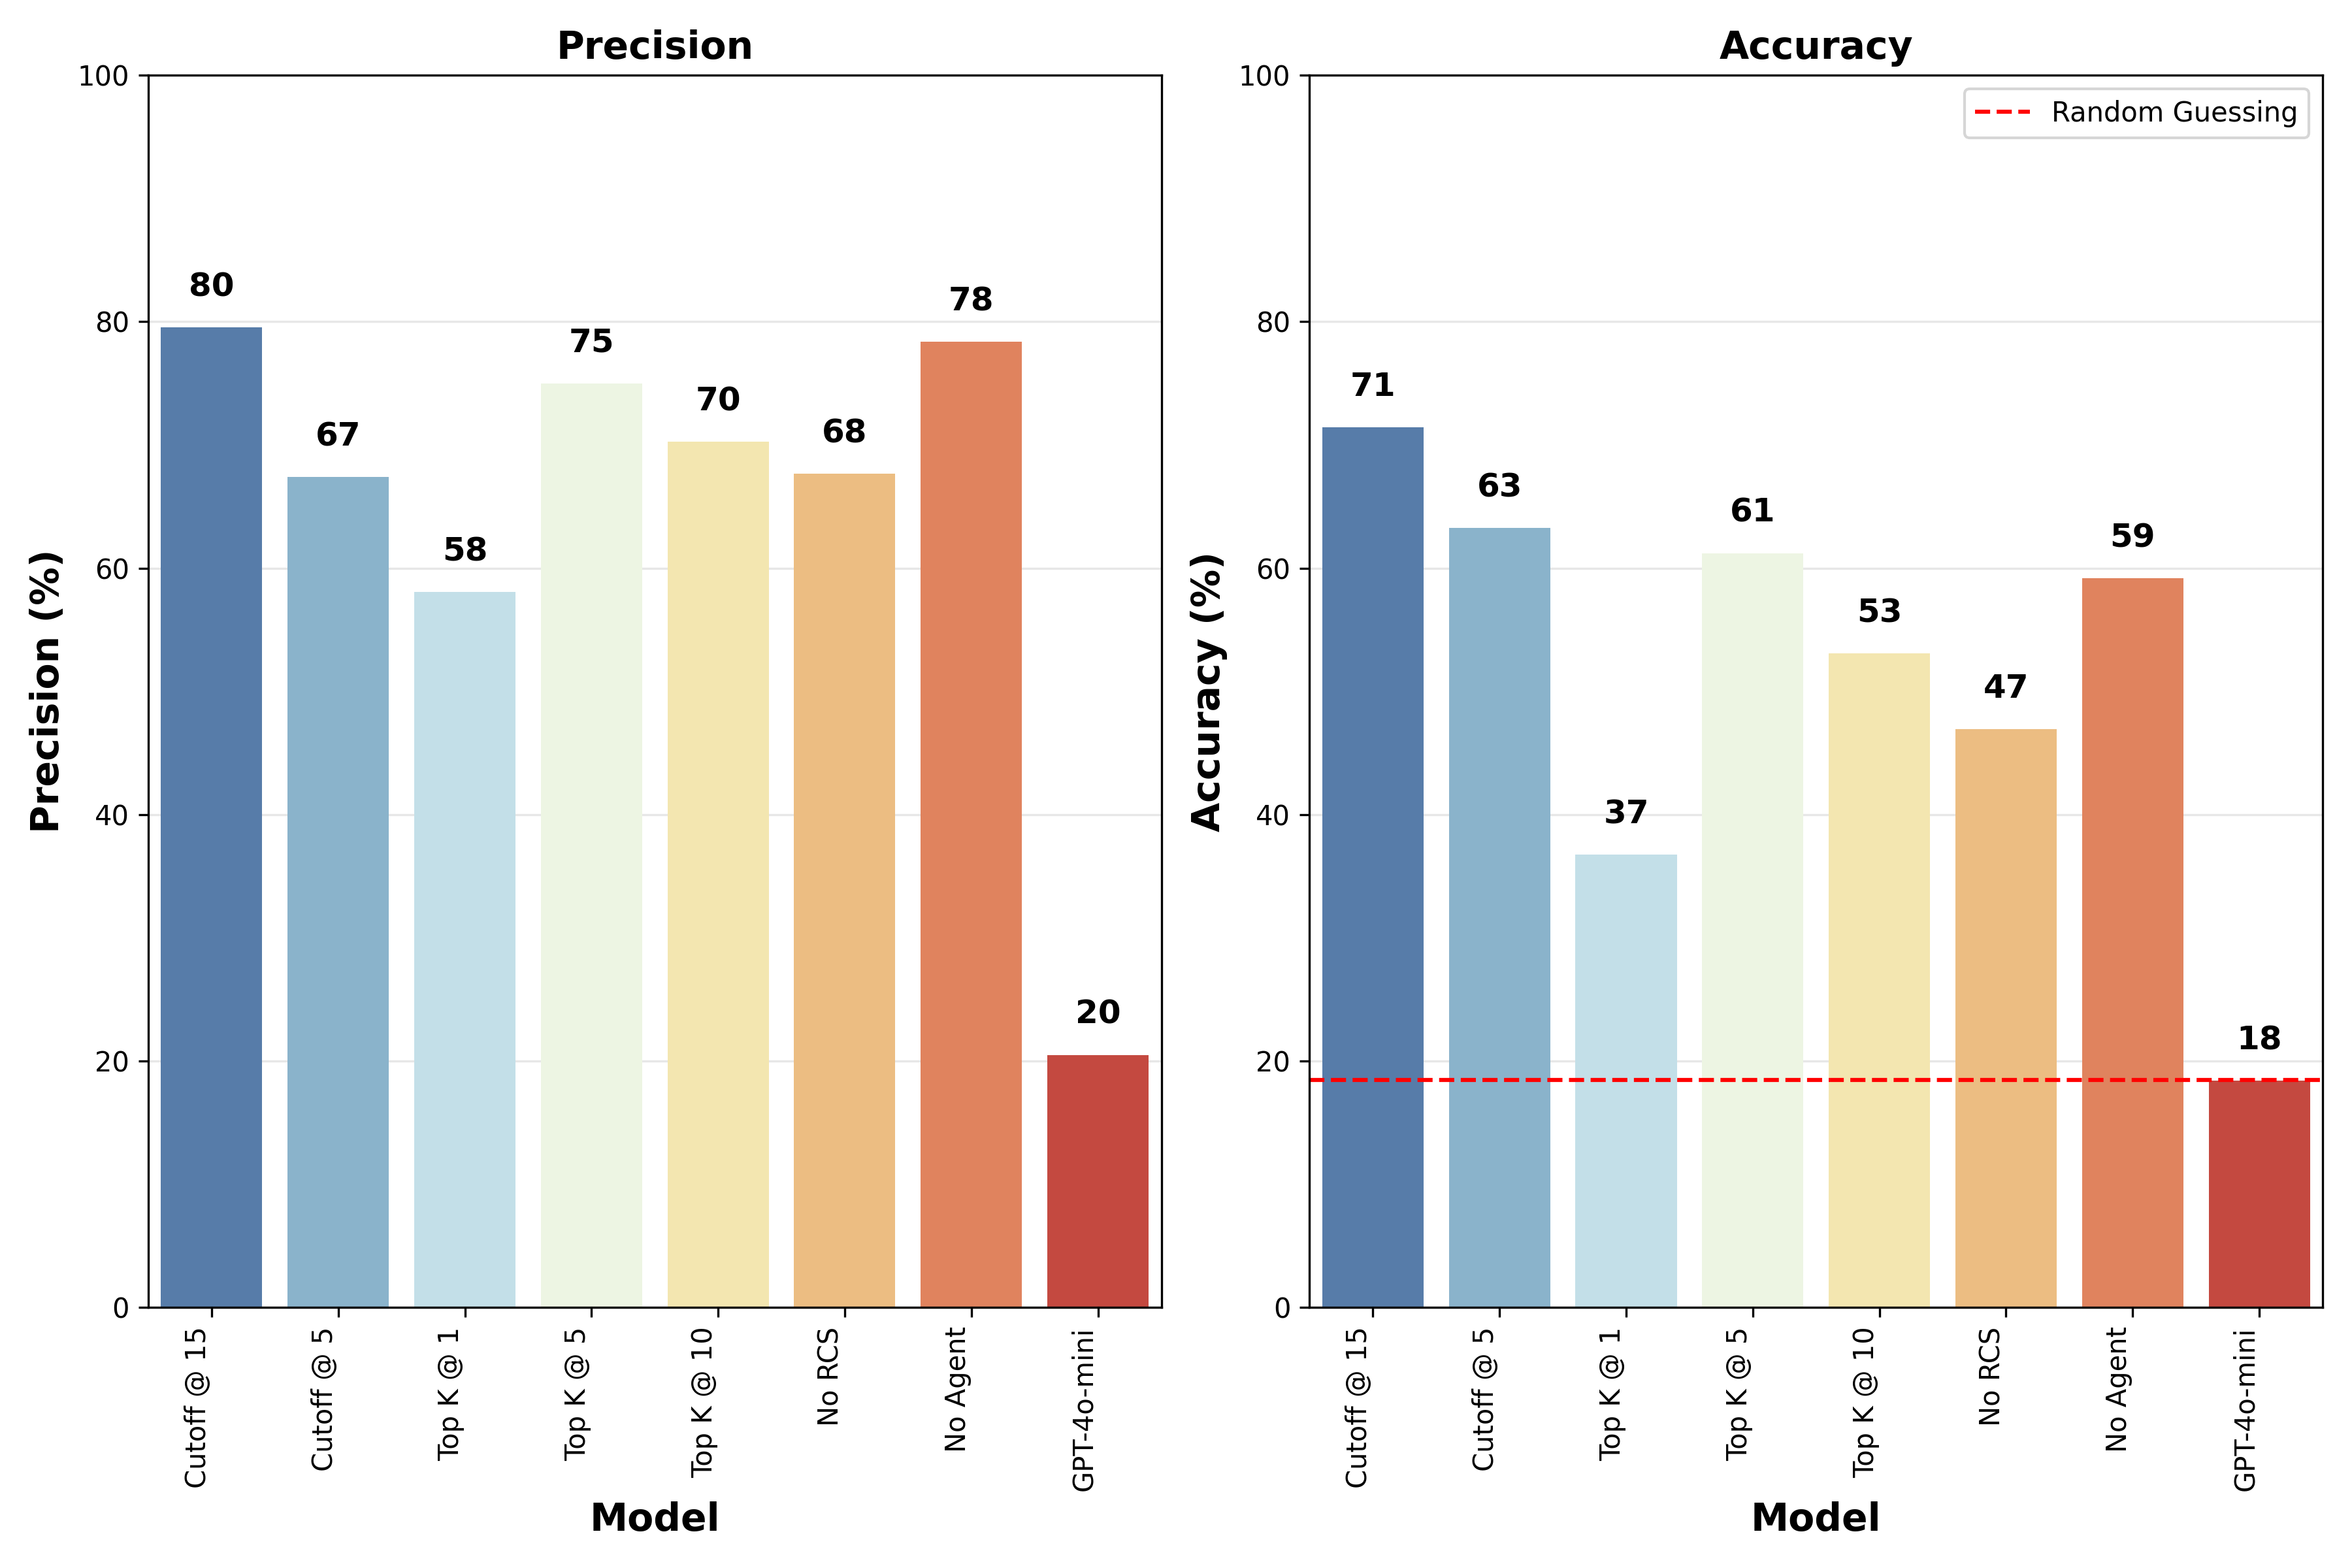 Precision
Precision (%)
100
80
60
40
20
0
80
67
58
75
70
68
78
20
Cutoff @ 15
Cutoff @ 5
Top K @ 1
Top K @ 5
Top K @ 10
No RCS
No Agent
GPT-4o-mini
Model
Accuracy
Random Guessing
Accuracy (%)
100
80
60
40
20
0
71
63
37
61
53
47
59
18
Cutoff @ 15
Cutoff @ 5
Top K @ 1
Top K @ 5
Top K @ 10
No RCS
No Agent
GPT-4o-mini
Model